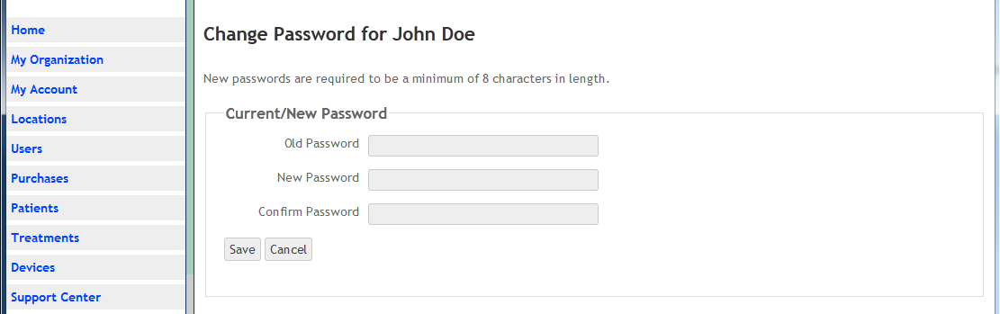 Home
My Organization
My Account
Locations
Users
Purchases
Patients
Treatments
Devices
Support Center
Change Password for John Doe
New passwords are required to be a minimum of 8 characters in length.
Current/New Password
Old Password
New Password
Confirm Password
Save Cancel